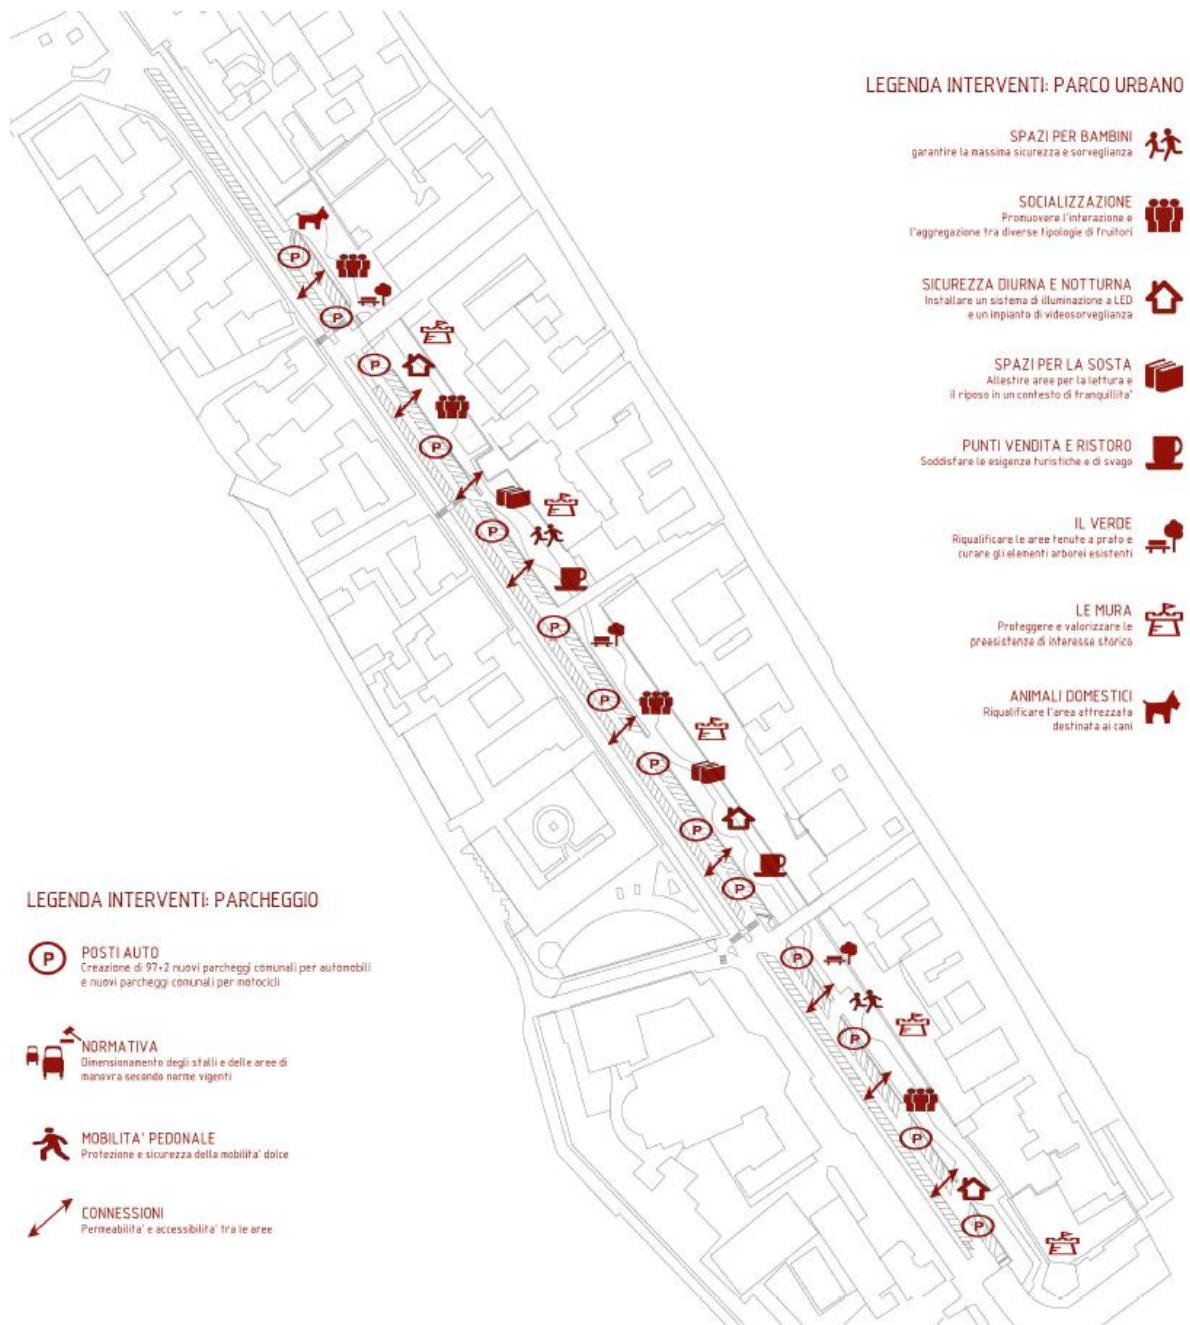 LEGENDA INTERVENTI: PARCO URBANO
SPAZI PER BAMBINI
garantire la massima sicurezza e sorveglianza
SOCIALIZZAZIONE
Promuovere l'interazione e
l'aggregazione tra diverse tipologie di fruitori
SICUREZZA DIURNA E NOTTURNA
Installare un sistema di illuminazione a LED
e un impianto di videosorveglianza
SPAZI PER LA SOSTA
Allestire aree per la lettura e
il riposo in un contesto di tranquillita'
PUNTI VENDITA E RISTORO
Soddisfare le esigenze turistiche e di svago
IL VERDE
Riqualificare le aree tenute a prato e
curare gli elementi arborei esistenti
LE MURA
Proteggere e valorizzare le
preesistenze di interesse storico
ANIMALI DOMESTICI
Riqualificare l'area attrezzata
destinata ai cani
P
P
P
P
P
P
P
P
P
P
P
P
P
P
LEGENDA INTERVENTI: PARCHEGGIO
P
POSTI AUTO
Creazione di 97+2 nuovi parcheggi comunali per automobili
e nuovi parcheggi comunali per motocicli
NORMATIVA
Dimensionamento degli stalli e delle aree di
manovra secondo norme vigenti
MOBILITA' PEDONALE
Protezione e sicurezza della mobilita' dolce
CONNESSIONI
Permeabilita' e accessibilita' tra le aree